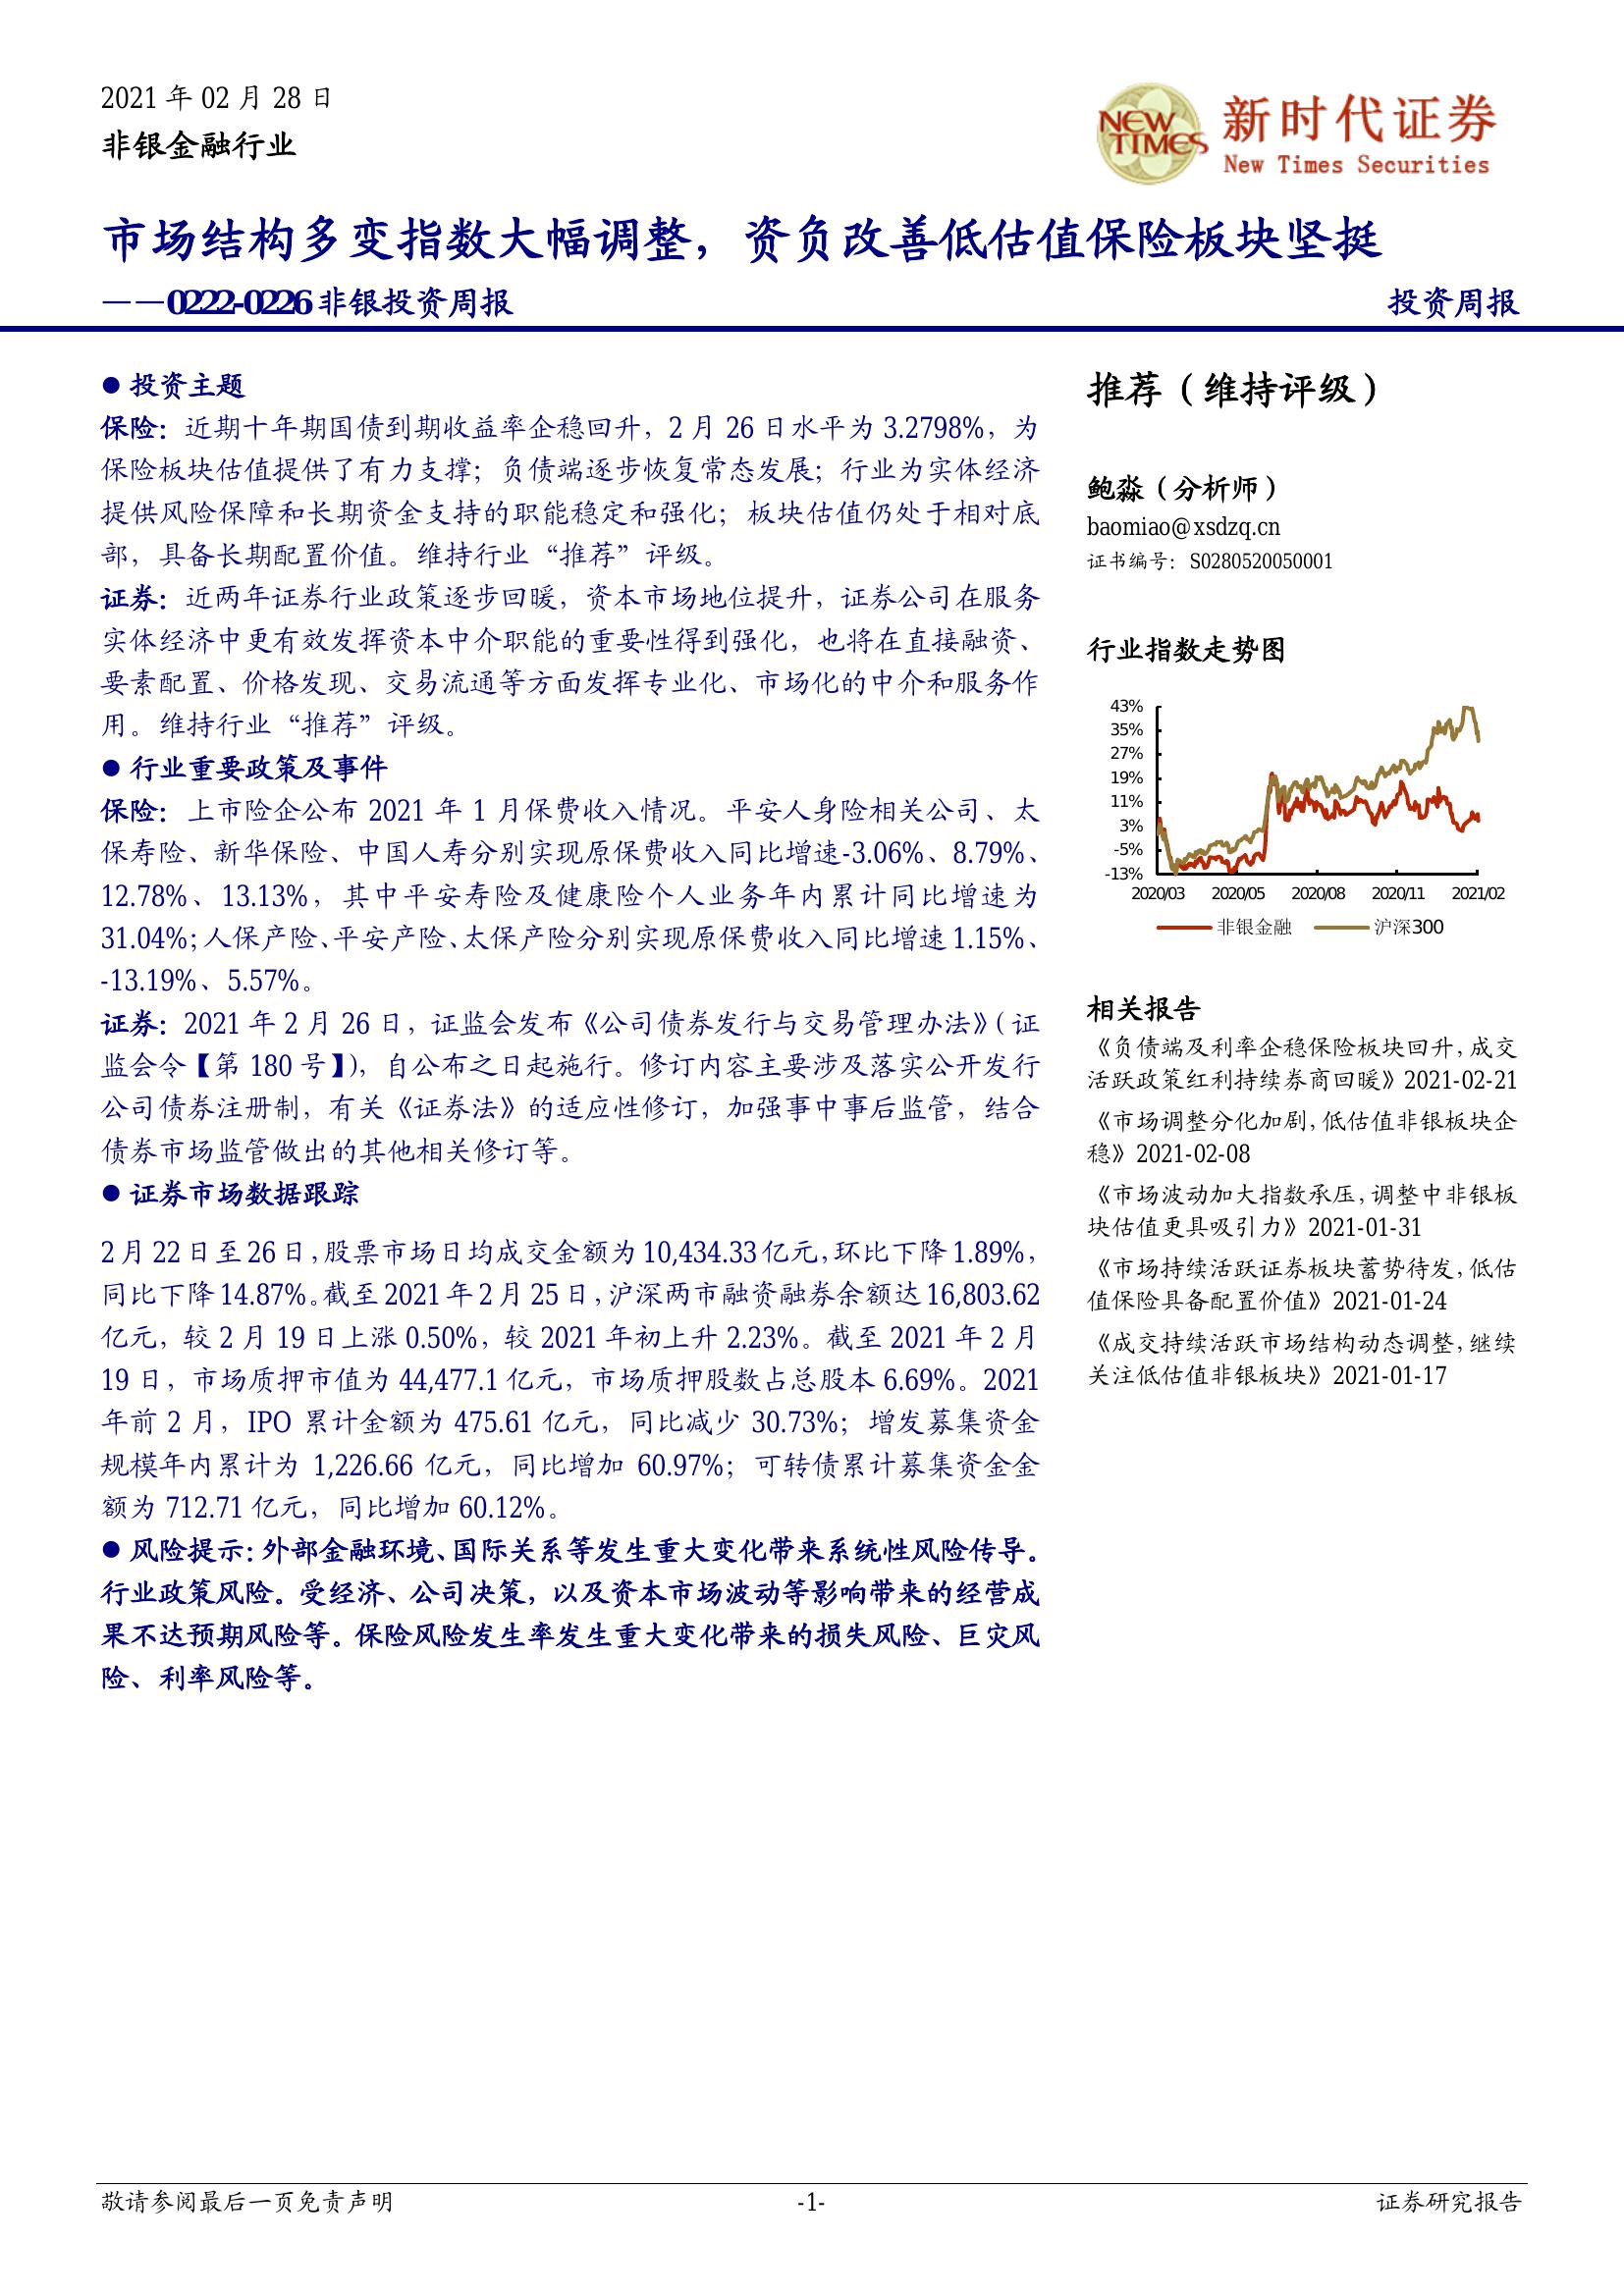 2021 年 02 月 28 日
非银金融行业
NEW TIMES
新时代证券
New Times Securities
市场结构多变指数大幅调整，资负改善低估值保险板块坚挺
——0222-0226 非银投资周报
投资周报
● 投资主题
保险：近期十年期国债到期收益率企稳回升，2 月 26 日水平为 3.2798%，为
保险板块估值提供了有力支撑；负债端逐步恢复常态发展；行业为实体经济
提供风险保障和长期资金支持的职能稳定和强化；板块估值仍处于相对底
部，具备长期配置价值。维持行业“推荐”评级。
证券：近两年证券行业政策逐步回暖，资本市场地位提升，证券公司在服务
实体经济中更有效发挥资本中介职能的重要性得到强化，也将在直接融资、
要素配置、价格发现、交易流通等方面发挥专业化、市场化的中介和服务作
用。维持行业“推荐”评级。
● 行业重要政策及事件
保险：上市险企公布 2021 年 1 月保费收入情况。平安人身险相关公司、太
保寿险、新华保险、中国人寿分别实现原保费收入同比增速-3.06%、8.79%、
12.78%、13.13%，其中平安寿险及健康险个人业务年内累计同比增速为
31.04%；人保产险、平安产险、太保产险分别实现原保费收入同比增速 1.15%、
-13.19%、5.57%。
证券：2021 年 2 月 26 日，证监会发布《公司债券发行与交易管理办法》（证
监会令【第 180 号】），自公布之日起施行。修订内容主要涉及落实公开发行
公司债券注册制，有关《证券法》的适应性修订，加强事中事后监管，结合
债券市场监管做出的其他相关修订等。
● 证券市场数据跟踪
2 月 22 日至 26 日，股票市场日均成交金额为 10,434.33 亿元，环比下降 1.89%，
同比下降 14.87%。截至 2021 年 2 月 25 日，沪深两市融资融券余额达 16,803.62
亿元，较 2 月 19 日上涨 0.50%，较 2021 年初上升 2.23%。截至 2021 年 2 月
19 日，市场质押市值为 44,477.1 亿元，市场质押股数占总股本 6.69%。2021
年前 2 月，IPO 累计金额为 475.61 亿元，同比减少 30.73%；增发募集资金
规模年内累计为 1,226.66 亿元，同比增加 60.97%；可转债累计募集资金金
额为 712.71 亿元，同比增加 60.12%。
● 风险提示：外部金融环境、国际关系等发生重大变化带来系统性风险传导。
行业政策风险。受经济、公司决策，以及资本市场波动等影响带来的经营成
果不达预期风险等。保险风险发生率发生重大变化带来的损失风险、巨灾风
险、利率风险等。
推荐（维持评级）
鲍淼（分析师）
baomiao@xsdzq.cn
证书编号：S0280520050001
行业指数走势图
43%
35%
27%
19%
11%
3%
-5%
-13%
2020/03 2020/05 2020/08 2020/11 2021/02
非银金融 沪深300
相关报告
《负债端及利率企稳保险板块回升，成交
活跃政策红利持续券商回暖》2021-02-21
《市场调整分化加剧，低估值非银板块企
稳》2021-02-08
《市场波动加大指数承压，调整中非银板
块估值更具吸引力》2021-01-31
《市场持续活跃证券板块蓄势待发，低估
值保险具备配置价值》2021-01-24
《成交持续活跃市场结构动态调整，继续
关注低估值非银板块》2021-01-17
敬请参阅最后一页免责声明
-1-
证券研究报告